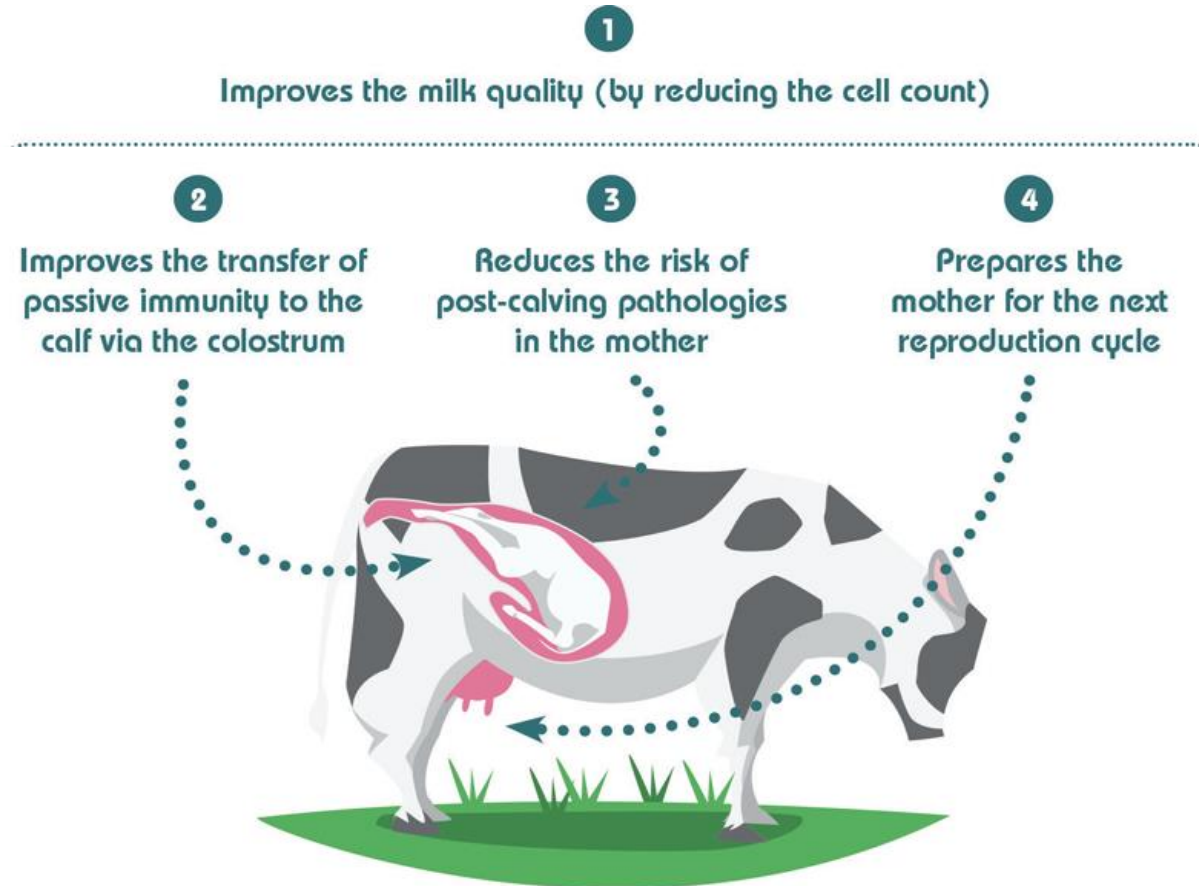 1
Improves the milk quality (by reducing the cell count)
2
Improves the transfer of
passive immunity to the
calf via the colostrum
3
Reduces the risk of
post-calving pathologies
in the mother
4
Prepares the
mother for the next
reproduction cycle